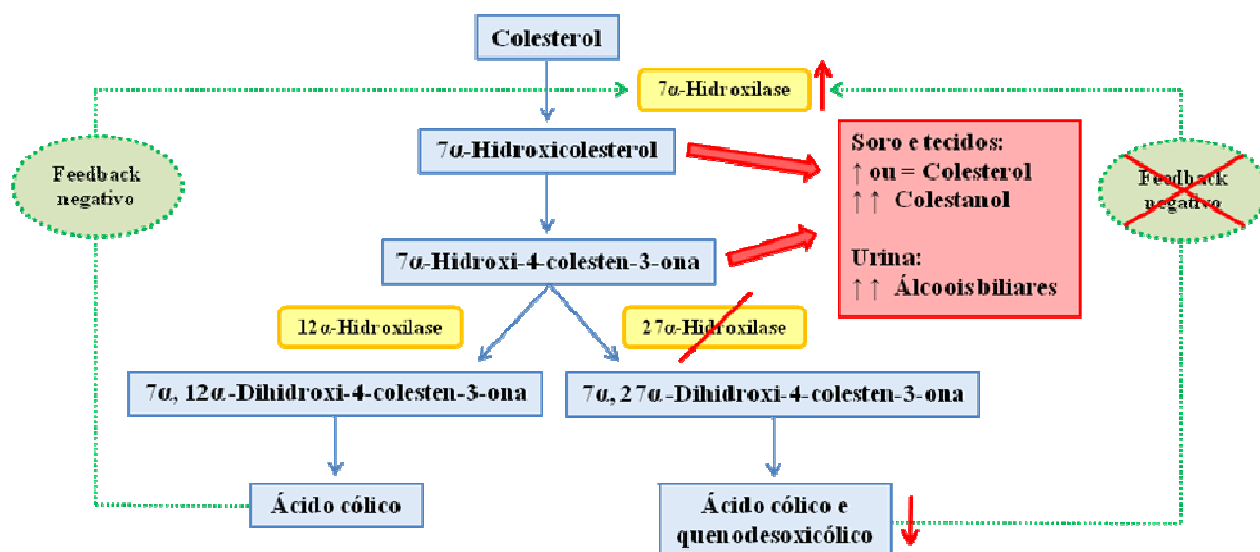 Colesterol
7α-Hidroxilase
Feedback
negativo
7α-Hidroxicolesterol
Soro e tecidos:
↑ ou = Colesterol
↑ ↑ Colestanol
Urina:
↑ ↑ Álcoois biliares
Feedback
negativo
7α-Hidroxi-4-colesten-3-ona
12α-Hidroxilase
27α-Hidroxilase
7α, 12α-Dihidroxi-4-colesten-3-ona
7α, 27α-Dihidroxi-4-colesten-3-ona
Ácido cólico
Ácido cólico e
quenodesoxicólico